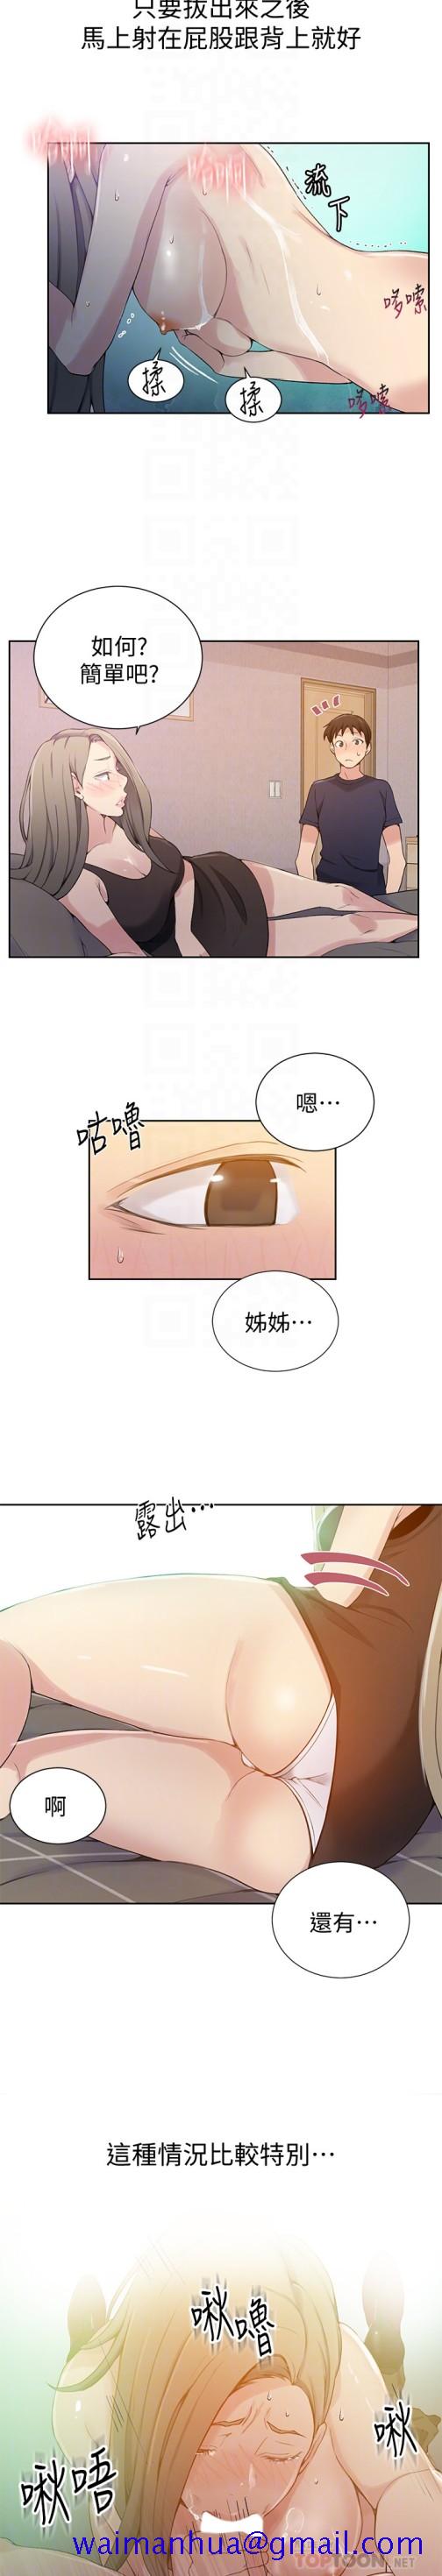 只要拔出來之後
馬上射在屁股跟背上就好
流
下
哆嗦
揉
揉
哆嗦
如何?
簡單吧?
嗯⋯
咕嚕
姊姊⋯
露出⋯
啊
還有⋯
這種情況比較特別⋯
啾嚕
啾
啾唔
TOPTOON.NET
waimanhua@gmail.com